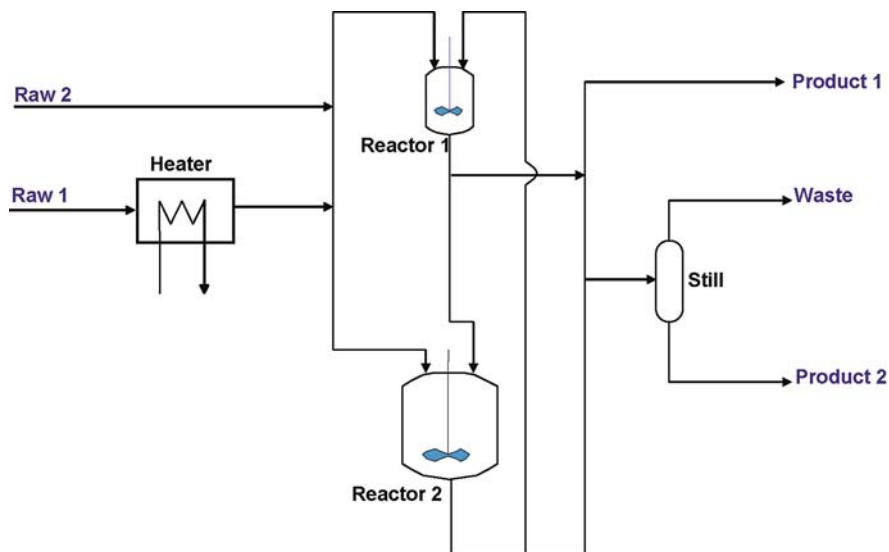 Raw 2
Reactor 1
Product 1
Heater
Raw 1
Waste
Still
Product 2
Reactor 2